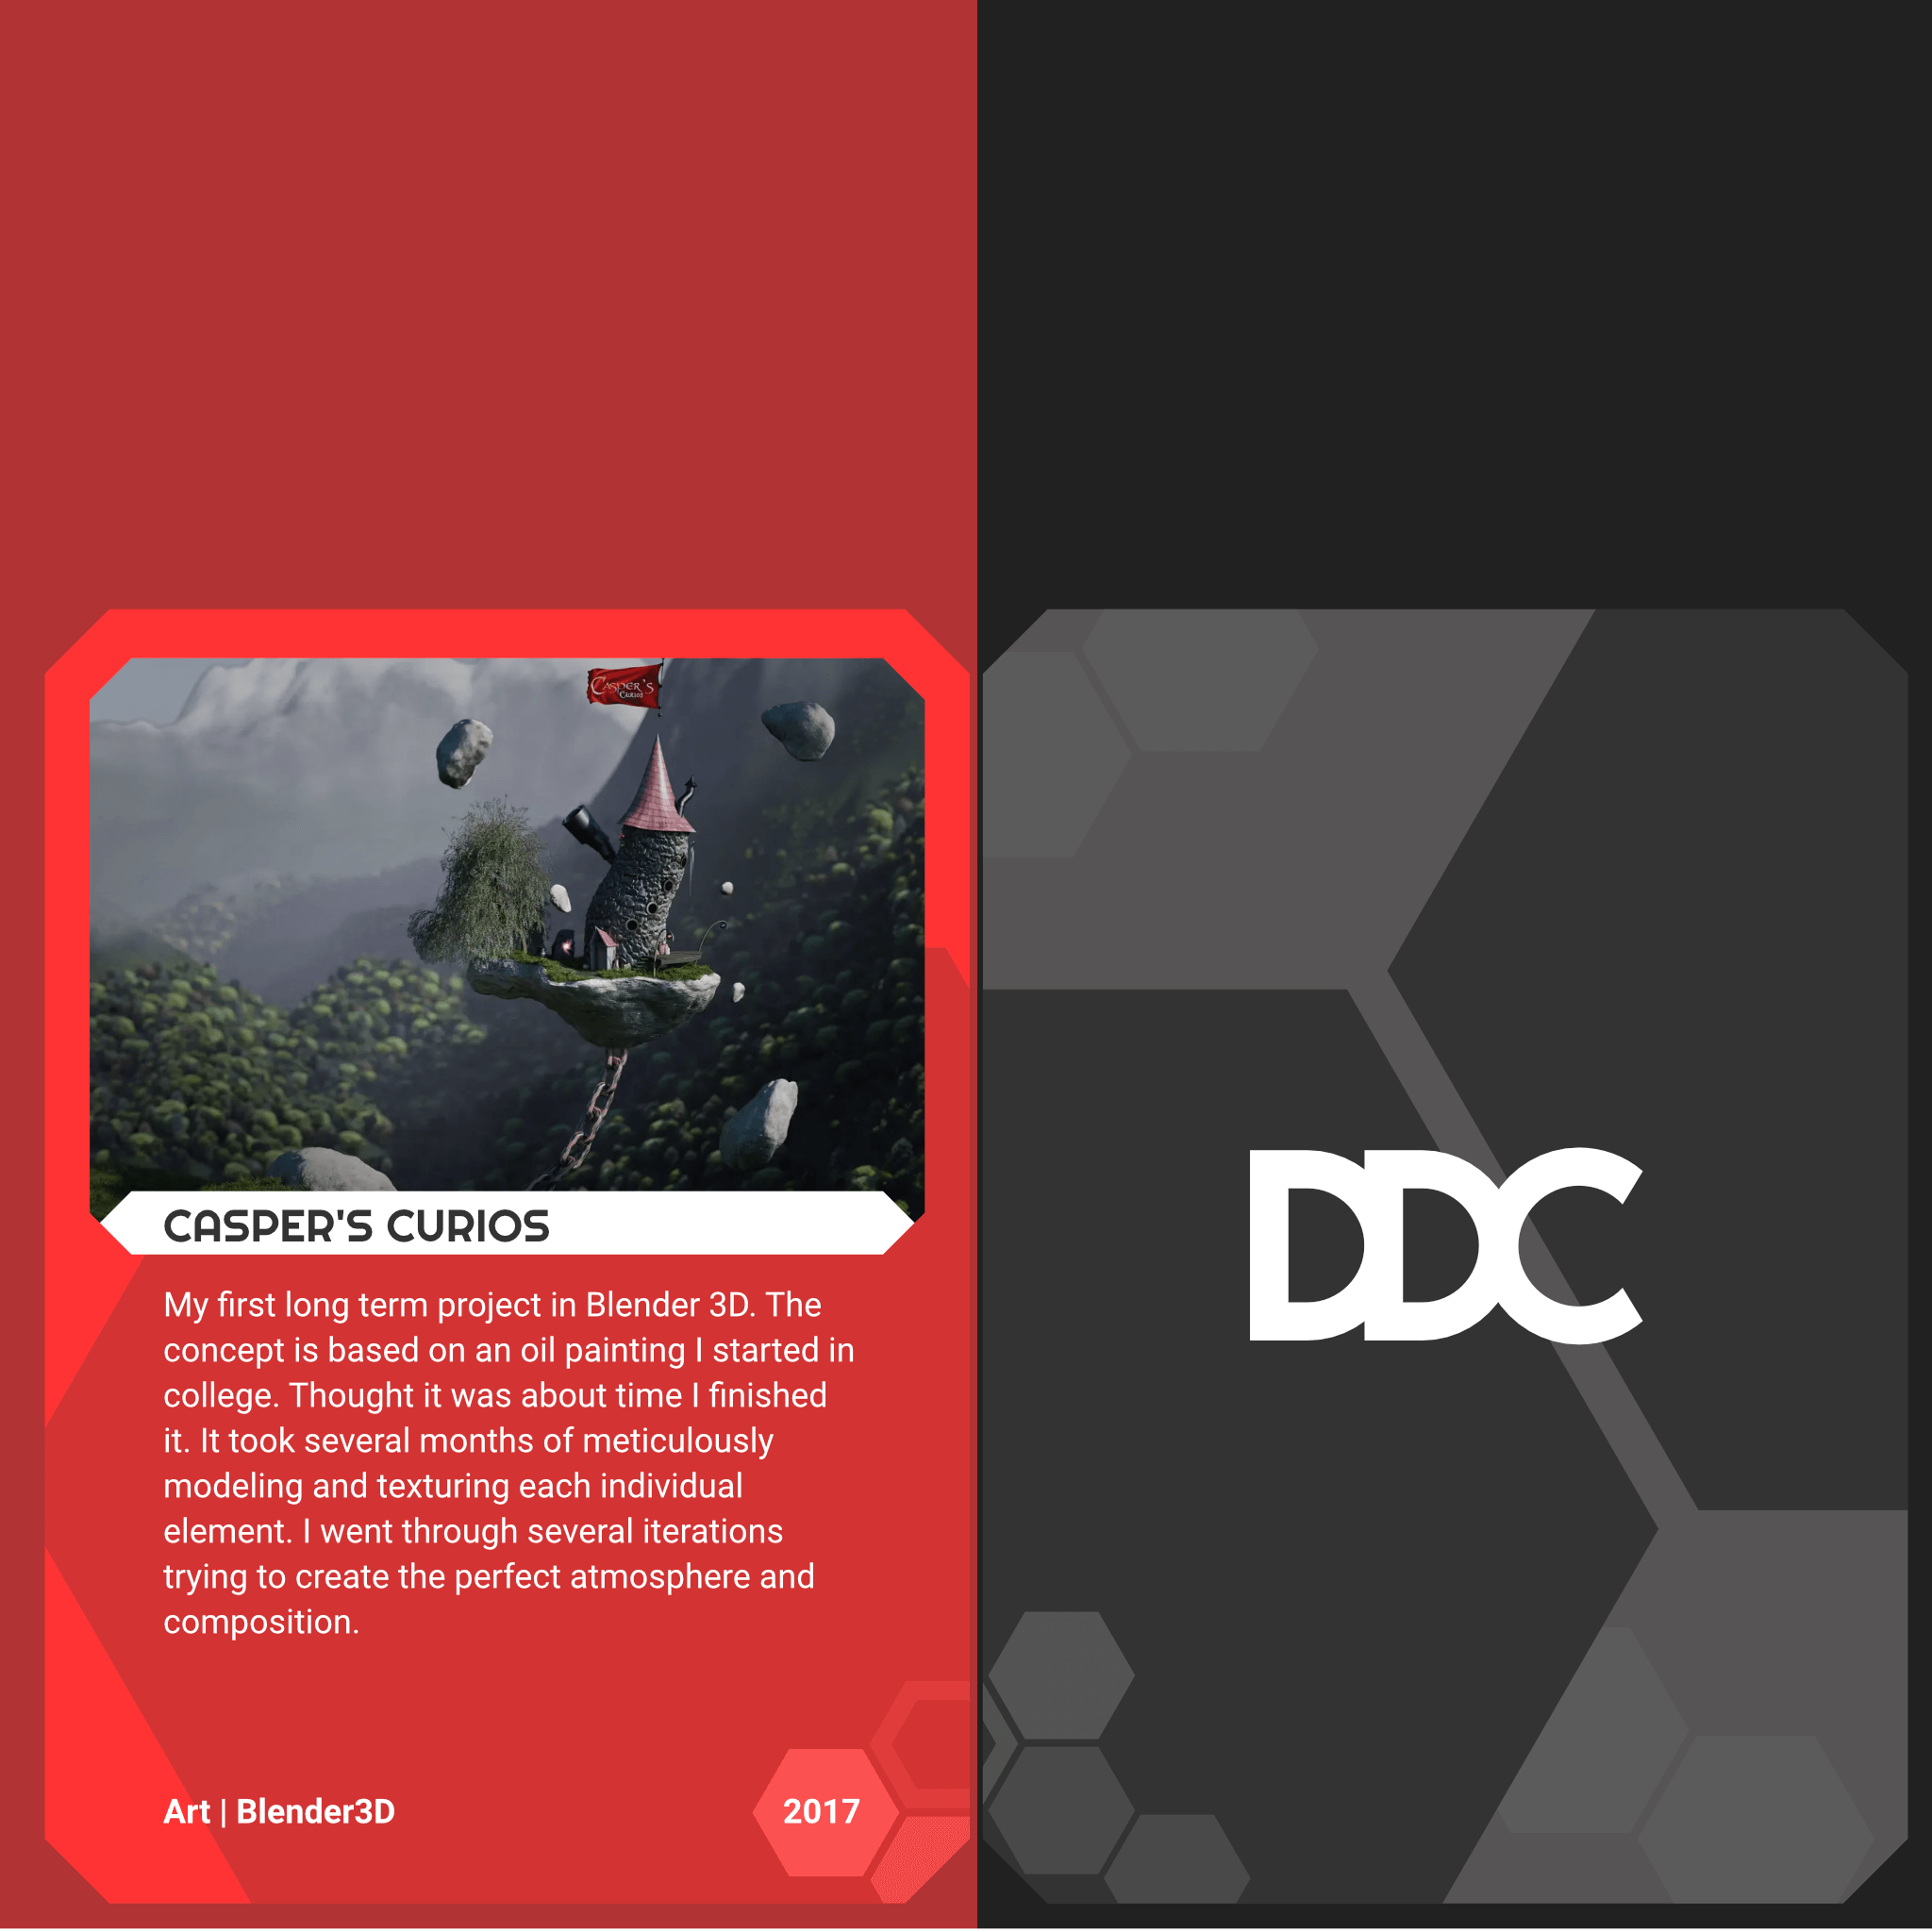 CASPER'S
CURIOS
CASPER'S CURIOS
My first long term project in Blender 3D. The
concept is based on an oil painting I started in
college. Thought it was about time I finished
it. It took several months of meticulously
modeling and texturing each individual
element. I went through several iterations
trying to create the perfect atmosphere and
composition.
Art | Blender3D
2017
DDC